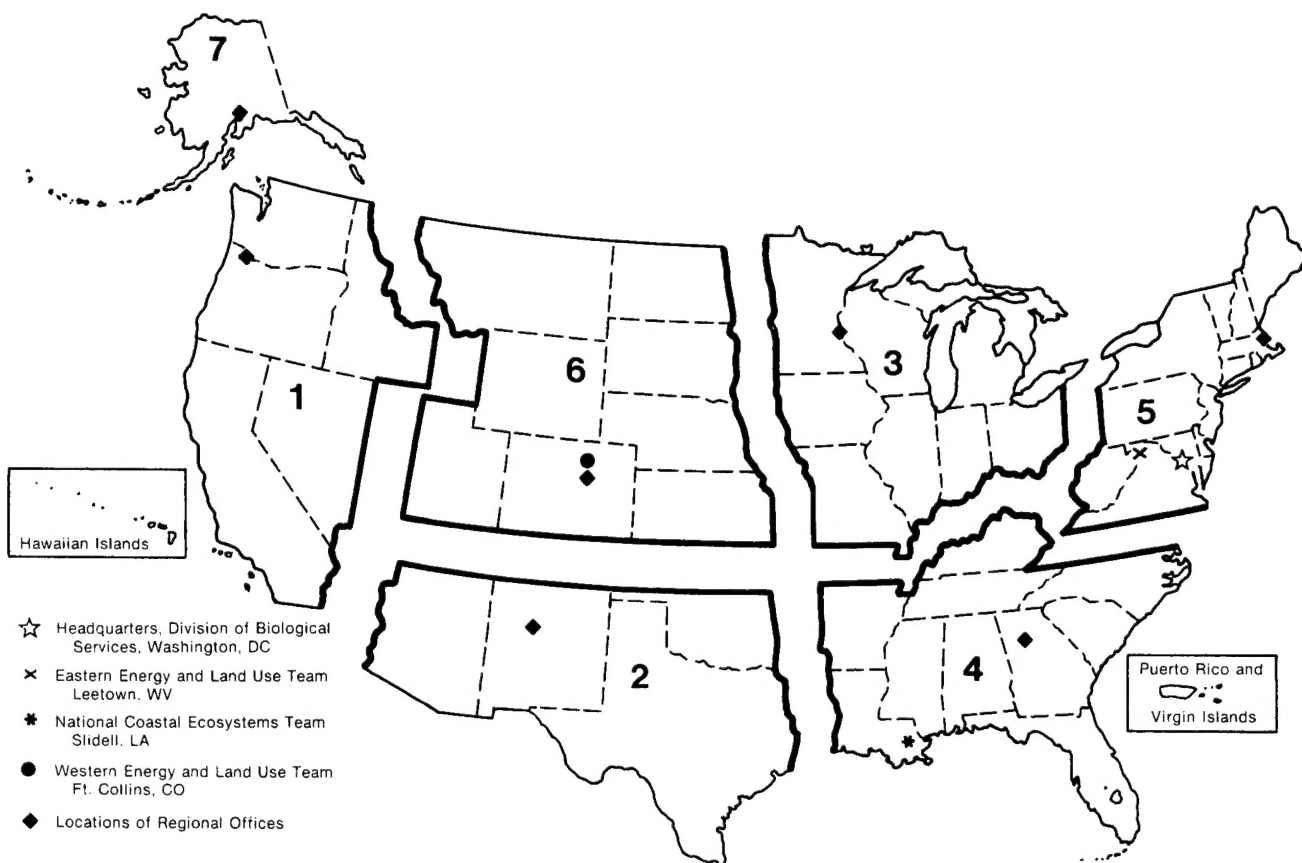 7
1
6
3
5
2
4
Hawaiian Islands
☆ Headquarters, Division of Biological
Services, Washington, DC
× Eastern Energy and Land Use Team
Leetown, WV
* National Coastal Ecosystems Team
Slidell, LA
● Western Energy and Land Use Team
Ft. Collins, CO
◆ Locations of Regional Offices
Puerto Rico and
Virgin Islands